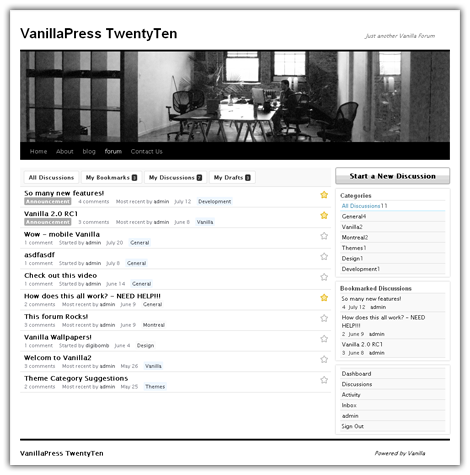 VanillaPress TwentyTen
Just another Vanilla Forum
Home About blog forum Contact Us
All Discussions My Bookmarks 3 My Discussions 7 My Drafts 3
Start a New Discussion
So many new features!
Announcement 4 comments Most recent by admin July 12 Development
Vanilla 2.0 RC1
Announcement 3 comments Most recent by admin June 8 Vanilla
Wow - mobile Vanilla
1 comment Started by admin July 20 General
asdfasdf
1 comment Started by admin July 8 General
Check out this video
1 comment Started by admin June 14 General
How does this all work? - NEED HELP!!!
2 comments Most recent by admin June 9 General
This forum Rocks!
3 comments Most recent by admin June 9 Montreal
Vanilla Wallpapers!
1 comment Started by digibomb June 4 Design
Welcom to Vanilla2
3 comments Most recent by admin May 26 Vanilla
Theme Category Suggestions
2 comments Most recent by admin May 25 Themes
Categories
All Discussions11
General4
Vanilla2
Montreal2
Themes1
Design1
Development1
Bookmarked Discussions
So many new features!
4 July 12 admin
How does this all work? - NEED
HELP!!!
2 June 9 admin
Vanilla 2.0 RC1
3 June 8 admin
Dashboard
Discussions
Activity
Inbox
admin
Sign Out
VanillaPress TwentyTen
Powered by Vanilla